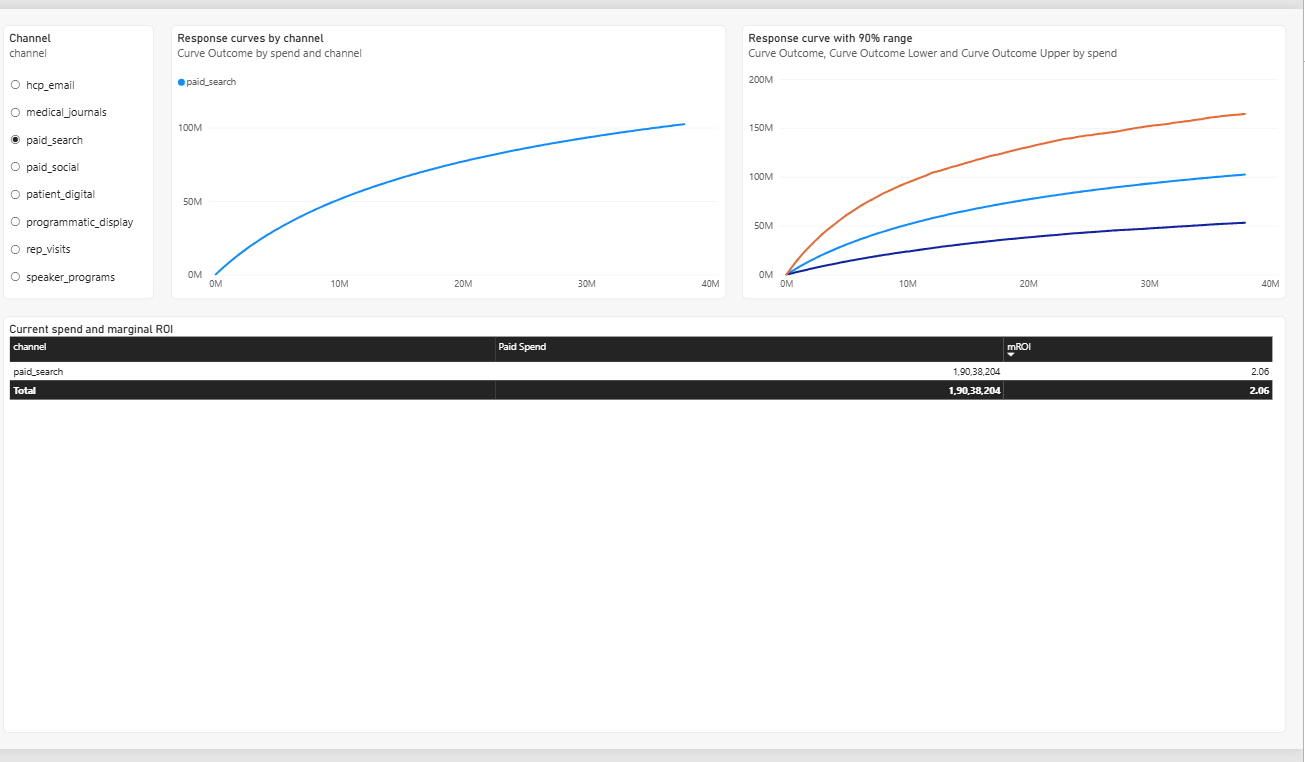 Channel
channel
hcp_email
medical_journals
paid_search
paid_social
patient_digital
programmatic_display
rep_visits
speaker_programs
Response curves by channel
Curve Outcome by spend and channel
paid_search
100M
50M
0M
0M 10M 20M 30M 40M
Response curve with 90% range
Curve Outcome, Curve Outcome Lower and Curve Outcome Upper by spend
200M
150M
100M
50M
0M
0M 10M 20M 30M 40M
Current spend and marginal ROI
channel Paid Spend mROI
paid_search 1,90,38,204 2.06
Total 1,90,38,204 2.06